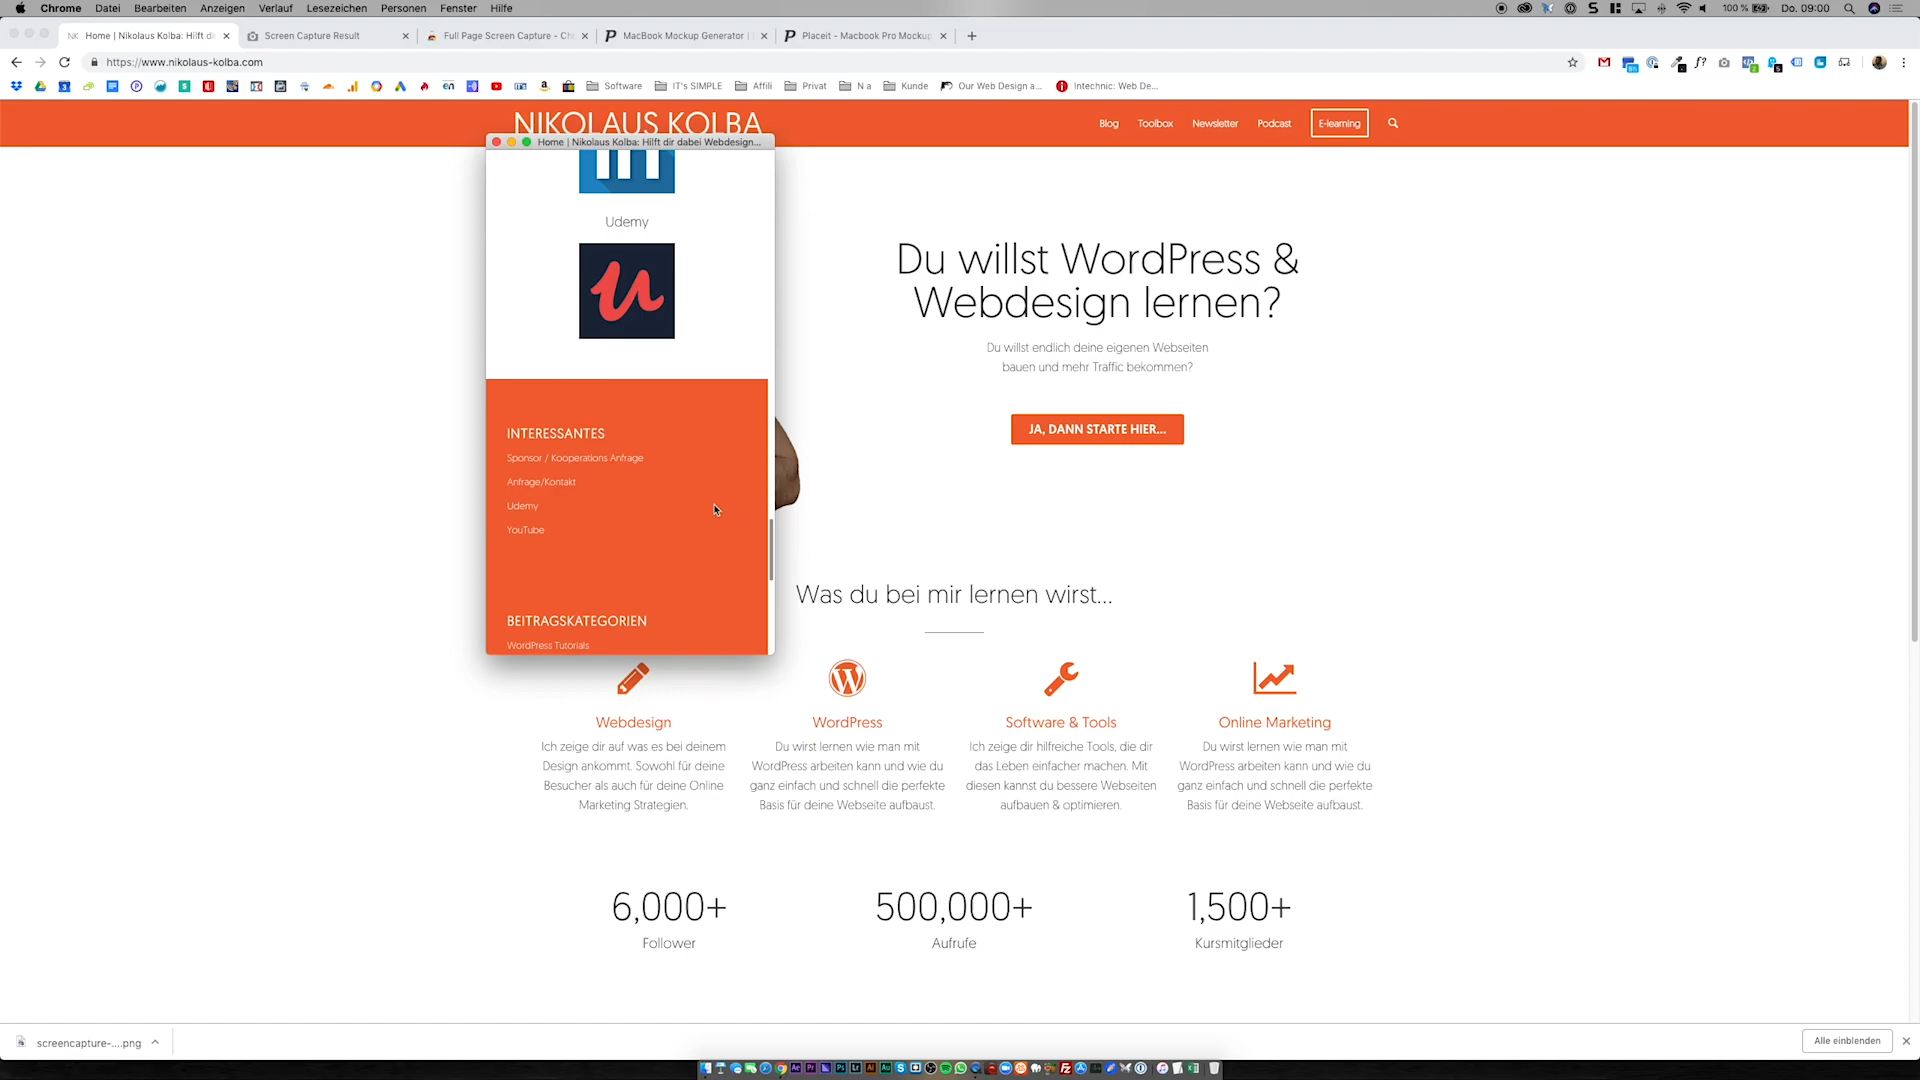 Chrome Datei Bearbeiten Anzeigen Verlauf Lesezeichen Personen Fenster Hilfe
100 % Do. 09:00
NK Home | Nikolaus Kolba: Hilft di
Screen Capture Result
Full Page Screen Capture - Ch
MacBook Mockup Generator |
Placeit - Macbook Pro Mockup
https://www.nikolaus-kolba.com
Software IT's SIMPLE Affili Privat N a Kunde Our Web Design a... Intechnic: Web De...
NIKOLAUS KOLBA
Blog Toolbox Newsletter Podcast E-learning
Home | Nikolaus Kolba: Hilft dir dabei Webdesign...
Udemy
INTERESSANTES
Sponsor / Kooperations Anfrage
Anfrage/Kontakt
Udemy
YouTube
BEITRAGSKATEGORIEN
WordPress Tutorials
Du willst WordPress &
Webdesign lernen?
Du willst endlich deine eigenen Webseiten
bauen und mehr Traffic bekommen?
JA, DANN STARTE HIER...
Was du bei mir lernen wirst...
Webdesign
Ich zeige dir auf was es bei deinem
Design ankommt. Sowohl für deine
Besucher als auch für deine Online
Marketing Strategien.
WordPress
Du wirst lernen wie man mit
WordPress arbeiten kann und wie du
ganz einfach und schnell die perfekte
Basis für deine Webseite aufbaust.
Software & Tools
Ich zeige dir hilfreiche Tools, die dir
das Leben einfacher machen. Mit
diesen kannst du bessere Webseiten
aufbauen & optimieren.
Online Marketing
Du wirst lernen wie man mit
WordPress arbeiten kann und wie du
ganz einfach und schnell die perfekte
Basis für deine Webseite aufbaust.
6,000+
Follower
500,000+
Aufrufe
1,500+
Kursmitglieder
screencapture-....png
Alle einblenden